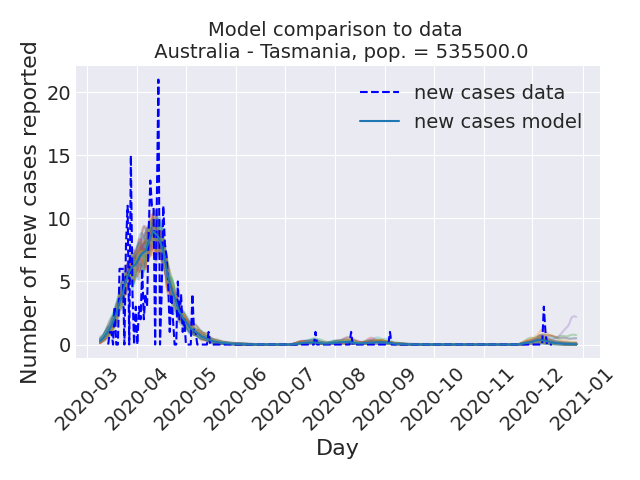 Model comparison to data
Australia - Tasmania, pop. = 535500.0
Number of new cases reported
20
15
10
5
0
new cases data
new cases model
2020-03
2020-04
2020-05
2020-06
2020-07
2020-08
2020-09
2020-10
2020-11
2020-12
2021-01
Day